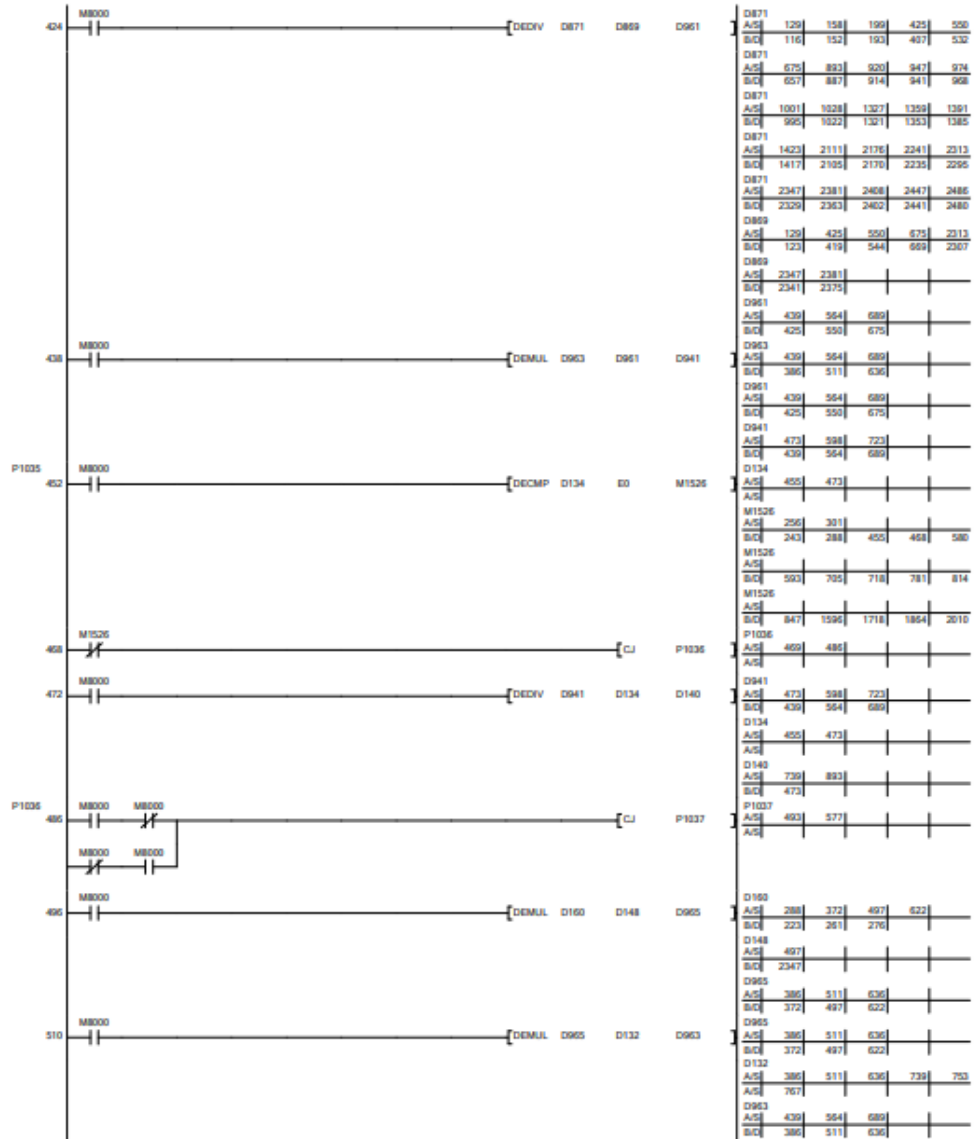 D871
M8000
424 DEDIV D871 D869 D961 A/S 129 158 199 425 550
B/D 116 152 193 407 532
D871
A/S 675 893 920 947 974
B/D 657 887 914 941 968
D871
A/S 1001 1028 1327 1359 1391
B/D 995 1022 1321 1353 1385
D871
A/S 1423 2111 2176 2241 2313
B/D 1417 2105 2170 2235 2295
D871
A/S 2347 2381 2408 2447 2486
B/D 2329 2363 2402 2441 2480
D869
A/S 129 425 550 675 2313
B/D 123 419 544 669 2307
D869
A/S 2347 2381
B/D 2341 2375
D961
A/S 439 564 689
B/D 425 550 675
M8000 D963
438 DEMUL D963 D961 D941 A/S 439 564 689
B/D 386 511 636
D961
A/S 439 564 689
B/D 425 550 675
D941
A/S 473 598 723
B/D 439 564 689
P1035 M8000 D134
452 DECMP D134 E0 M1526 A/S 455 473
A/S
M1526
A/S 256 301
B/D 243 288 455 468 580
M1526
A/S
B/D 593 705 718 781 814
M1526
A/S
B/D 847 1596 1718 1864 2010
M1526 P1036
468 CJ P1036 A/S 469 486
A/S
M8000 D941
472 DEDIV D941 D134 D140 A/S 473 598 723
B/D 439 564 689
D134
A/S 455 473
A/S
D140
A/S 739 893
B/D 473
P1036 M8000 M8000 P1037
486 CJ P1037 A/S 493 577
A/S
M8000 M8000
M8000 D160
496 DEMUL D160 D148 D965 A/S 288 372 497 622
B/D 223 261 276
D148
A/S 497
B/D 2347
D965
A/S 386 511 636
B/D 372 497 622
M8000 D965
510 DEMUL D965 D132 D963 A/S 386 511 636
B/D 372 497 622
D132
A/S 386 511 636 739 753
A/S 767
D963
A/S 439 564 689
B/D 386 511 636